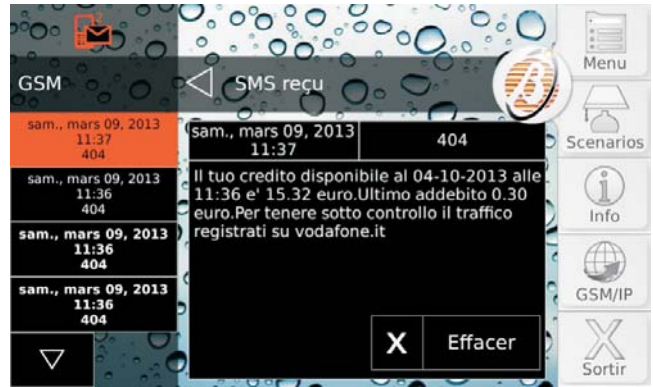 2
GSM
SMS reçu
sam., mars 09, 2013
11:37
404
sam., mars 09, 2013
11:36
404
sam., mars 09, 2013
11:36
404
sam., mars 09, 2013
11:36
404
sam., mars 09, 2013
11:37
404
Il tuo credito disponibile al 04-10-2013 alle
11:36 e' 15.32 euro.Ultimo addebito 0.30
euro.Per tenere sotto controllo il traffico
registrati su vodafone.it
X
Effacer
Menu
Scenarios
Info
GSM/IP
Sortir